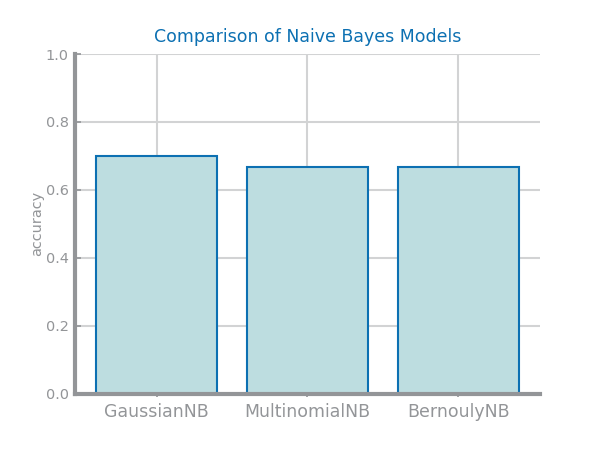 Comparison of Naive Bayes Models
1.0
0.8
0.6
0.4
0.2
0.0
accuracy
GaussianNB
MultinomialNB
BernoulyNB